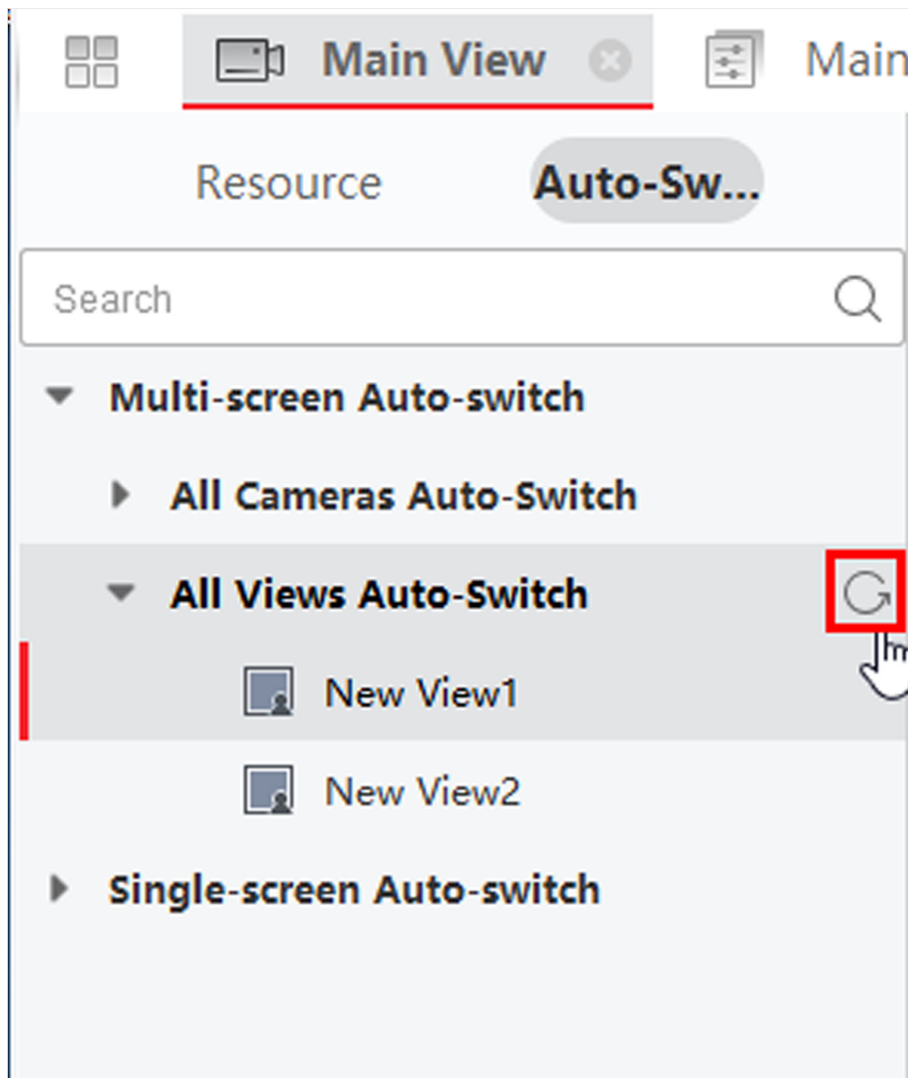 Main View Main
Resource Auto-Sw...
Search
Multi-screen Auto-switch
All Cameras Auto-Switch
All Views Auto-Switch
New View1
New View2
Single-screen Auto-switch